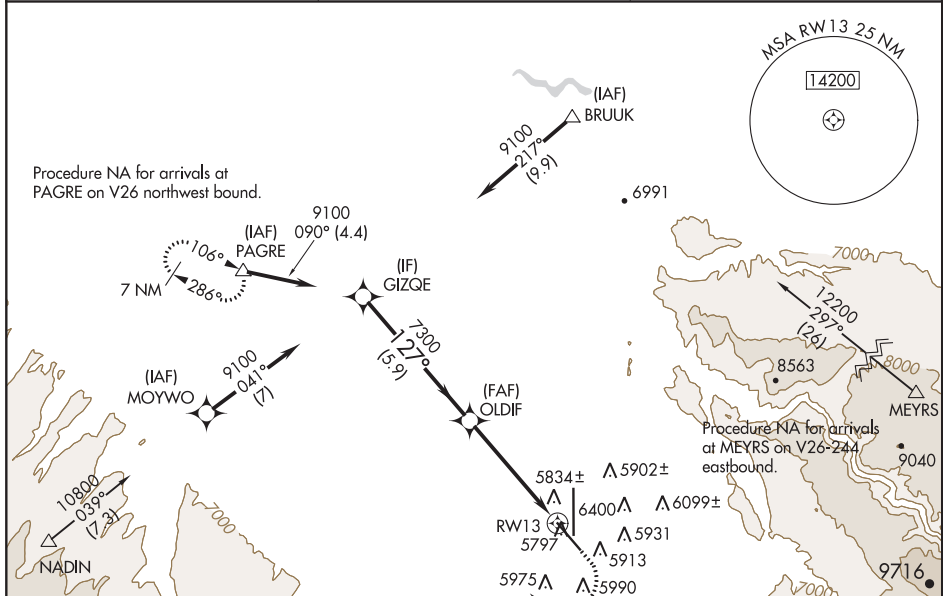 MSA RW13 25 NM
14200
(IAF)
BRUUK
9100
217°
(9.9)
Procedure NA for arrivals at
PAGRE on V26 northwest bound.
6991
9100
090° (4.4)
(IAF)
PAGRE
106°
286°
7 NM
(IF)
GIZQE
7000
12200
297°
(26)
7300
127°
(5.9)
9100
041°
(7)
(IAF)
MOYWO
8563
8000
MEYRS
(FAF)
OLDIF
Procedure NA for arrivals
at MEYRS on V26-244
eastbound.
9040
10800
039°
(7.3)
NADIN
7000
5834±
5902±
6400
6099±
RW13
5797
5931
5913
5975
5990
9716
7000